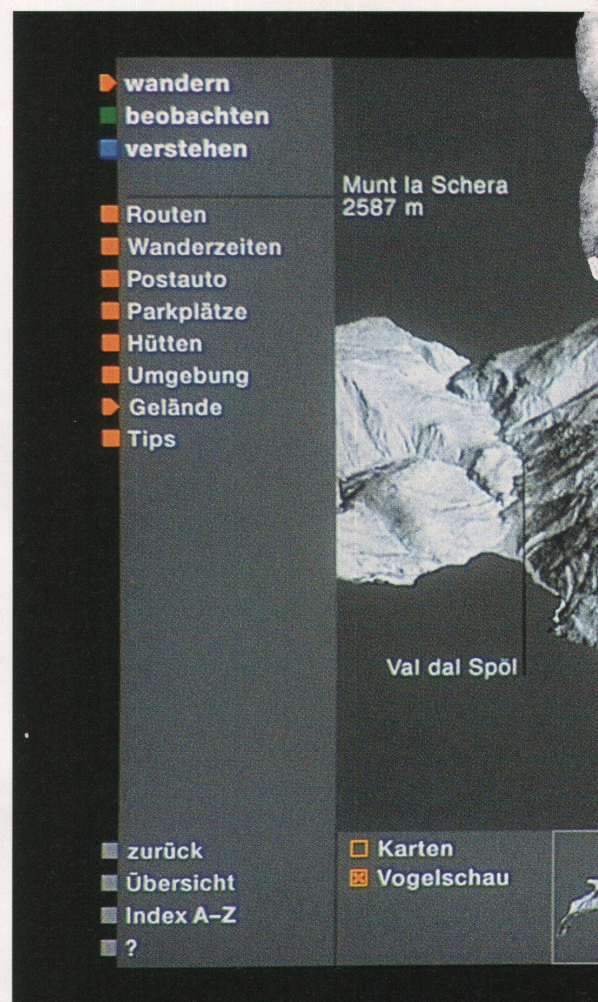 wandern
beobachten
verstehen
Routen
Wanderzeiten
Postauto
Parkplätze
Hütten
Umgebung
Gelände
Tips
Munt la Schera
2587 m
Val dal Spöl
zurück
Übersicht
Index A–Z
?
Karten
Vogelschau